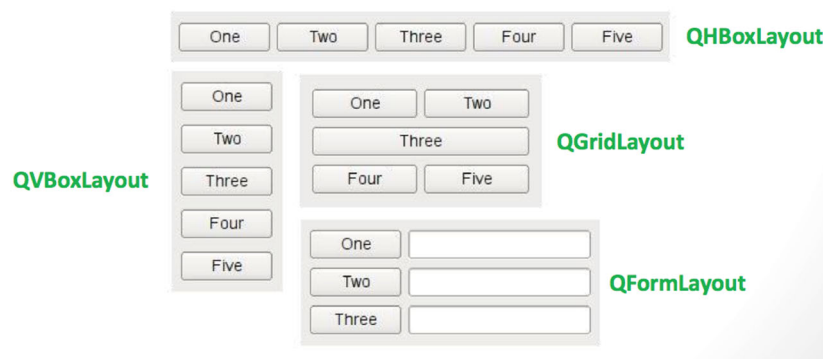 One Two Three Four Five QHBoxLayout
QVBoxLayout
One
Two
Three
Four
Five
One Two
Three
Four Five
QGridLayout
One
Two
Three
QFormLayout